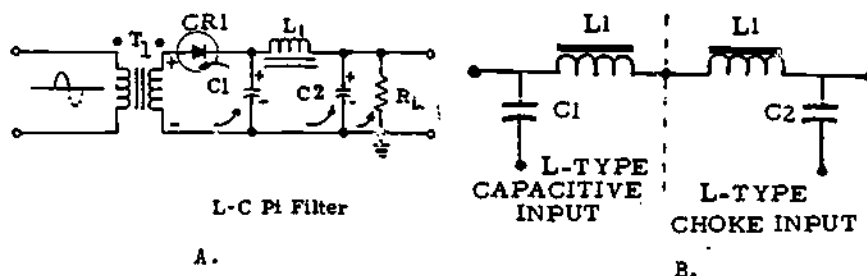 CR1
T1
L1
+
C1
+
-
C2
+
-
RL
-
L-C Pi Filter
A.
L1
L1
C1
C2
L-TYPE
CAPACITIVE
INPUT
L-TYPE
CHOKE INPUT
B.